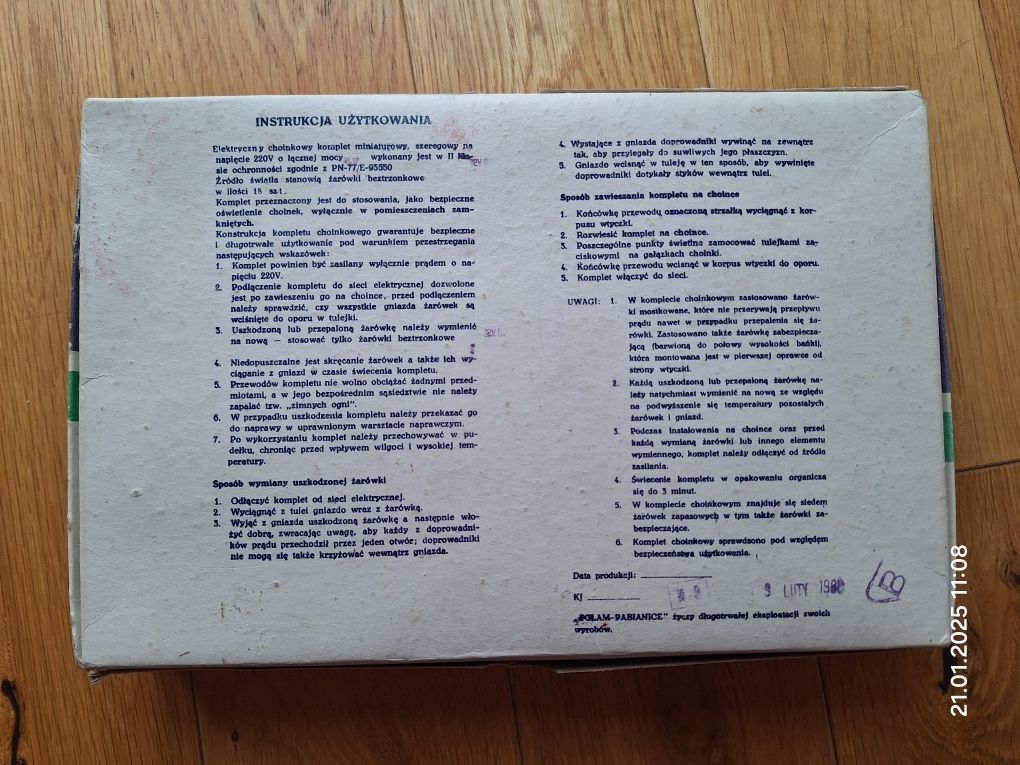 INSTRUKCJA UŻYTKOWANIA
Elektryczny choinkowy komplet miniaturowy, szeregowy na
napięcie 220V o łącznej mocy wykonany jest w II kla-
sie ochronności zgodnie z PN-77/E-95550
Źródło światła stanowią żarówki beztrzonkowe
w ilości 18 szt.
Komplet przeznaczony jest do stosowania, jako bezpieczne
oświetlenie choinek, wyłącznie w pomieszczeniach zam-
kniętych.
Konstrukcja kompletu choinkowego gwarantuje bezpieczne
i długotrwałe użytkowanie pod warunkiem przestrzegania
następujących wskazówek:
1. Komplet powinien być zasilany wyłącznie prądem o na-
pięciu 220V.
2. Podłączenie kompletu do sieci elektrycznej dozwolone
jest po zawieszeniu go na choince, przed podłączeniem
należy sprawdzić, czy wszystkie gniazda żarówek są
wciśnięte do oporu w tulejki.
3. Uszkodzoną lub przepaloną żarówkę należy wymienić
na nową — stosować tylko żarówki beztrzonkowe
4. Niedopuszczalne jest skręcanie żarówek a także ich wy-
ciąganie z gniazd w czasie świecenia kompletu.
5. Przewodów kompletu nie wolno obciążać żadnymi przed-
miotami, a w jego bezpośrednim sąsiedztwie nie należy
zapalać tzw. „zimnych ogni".
6. W przypadku uszkodzenia kompletu należy przekazać go
do naprawy w uprawnionym warsztacie naprawczym.
7. Po wykorzystaniu komplet należy przechowywać w pu-
dełku, chroniąc przed wpływem wilgoci i wysokiej tem-
peratury.
Sposób wymiany uszkodzonej żarówki
1. Odłączyć komplet od sieci elektrycznej.
2. Wyciągnąć z tulei gniazdo wraz z żarówką.
3. Wyjąć z gniazda uszkodzoną żarówkę a następnie wło-
żyć dobrą, zwracając uwagę, aby każdy z doprowadni-
ków prądu przechodził przez jeden otwór; doprowadniki
nie mogą się także krzyżować wewnątrz gniazda.
4. Wystające z gniazda doprowadniki wywinąć na zewnątrz
tak, aby przylegały do suwliwych jego płaszczyzn.
5. Gniazdo wcisnąć w tuleję w ten sposób, aby wywinięte
doprowadniki dotykały styków wewnątrz tulei.
Sposób zawieszania kompletu na choince
1. Końcówkę przewodu oznaczoną strzałką wyciągnąć z kor-
pusu wtyczki.
2. Rozwiesić komplet na choince.
3. Poszczególne punkty świetlna zamocować tulejkami za-
ciskowymi na gałązkach choinki.
4. Końcówkę przewodu wcisnąć w korpus wtyczki do oporu.
5. Komplet włączyć do sieci.
UWAGI: 1. W komplecie choinkowym zastosowano żarów-
ki mostkowane, które nie przerywają przepływu
prądu nawet w przypadku przepalenia się ża-
rówki. Zastosowano także żarówkę zabezpiecza-
jącą (barwioną do połowy wysokości bańki),
która montowana jest w pierwszej oprawce od
strony wtyczki.
2. Każdą uszkodzoną lub przepaloną żarówkę na-
leży natychmiast wymienić na nową ze względu
na podwyższenie się temperatury pozostałych
żarówek i gniazd.
3. Podczas instalowania na choince oraz przed
każdą wymianą żarówki lub innego elementu
wymiennego, komplet należy odłączyć od źródła
zasilania.
4. Świecenie kompletu w opakowaniu ogranicza
się do 3 minut.
5. W komplecie choinkowym znajduje się siedem
żarówek zapasowych w tym także żarówki za-
bezpieczające.
6. Komplet choinkowy sprawdzono pod względem
bezpieczeństwa użytkowania.
Data produkcji:
9 LUTY
KJ
„POLAM-PABIANICE" życzy długotrwałej eksploatacji swoich
wyrobów.
21.01.2025 11:08